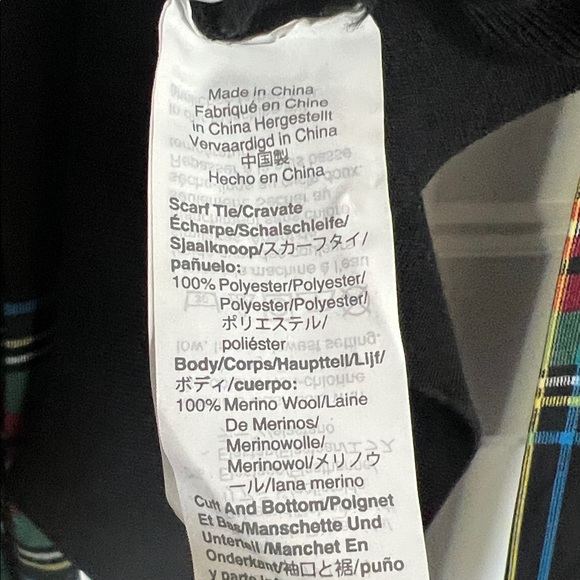 Made in China
Fabriqué en Chine
in China Hergestellt
Vervaardigd in China
中国製
Hecho en China
Scarf Tie/Cravate
Écharpe/Schalschleife/
Sjaalknoop/スカーフタイ/
pañuelo:
100% Polyester/Polyester/
Polyester/Polyester/
ポリエステル/
poliéster
Body/Corps/Haupttell/Lijf/
ボディ/cuerpo:
100% Merino Wool/Laine
De Merinos/
Merinowolle/
Merinowol/メリノウ
ール/lana merino
Cuff And Bottom/Poignet
Et Bas/Manschette Und
Unterteil/Manchet En
Onderkant/袖口と裾/puño
y parte